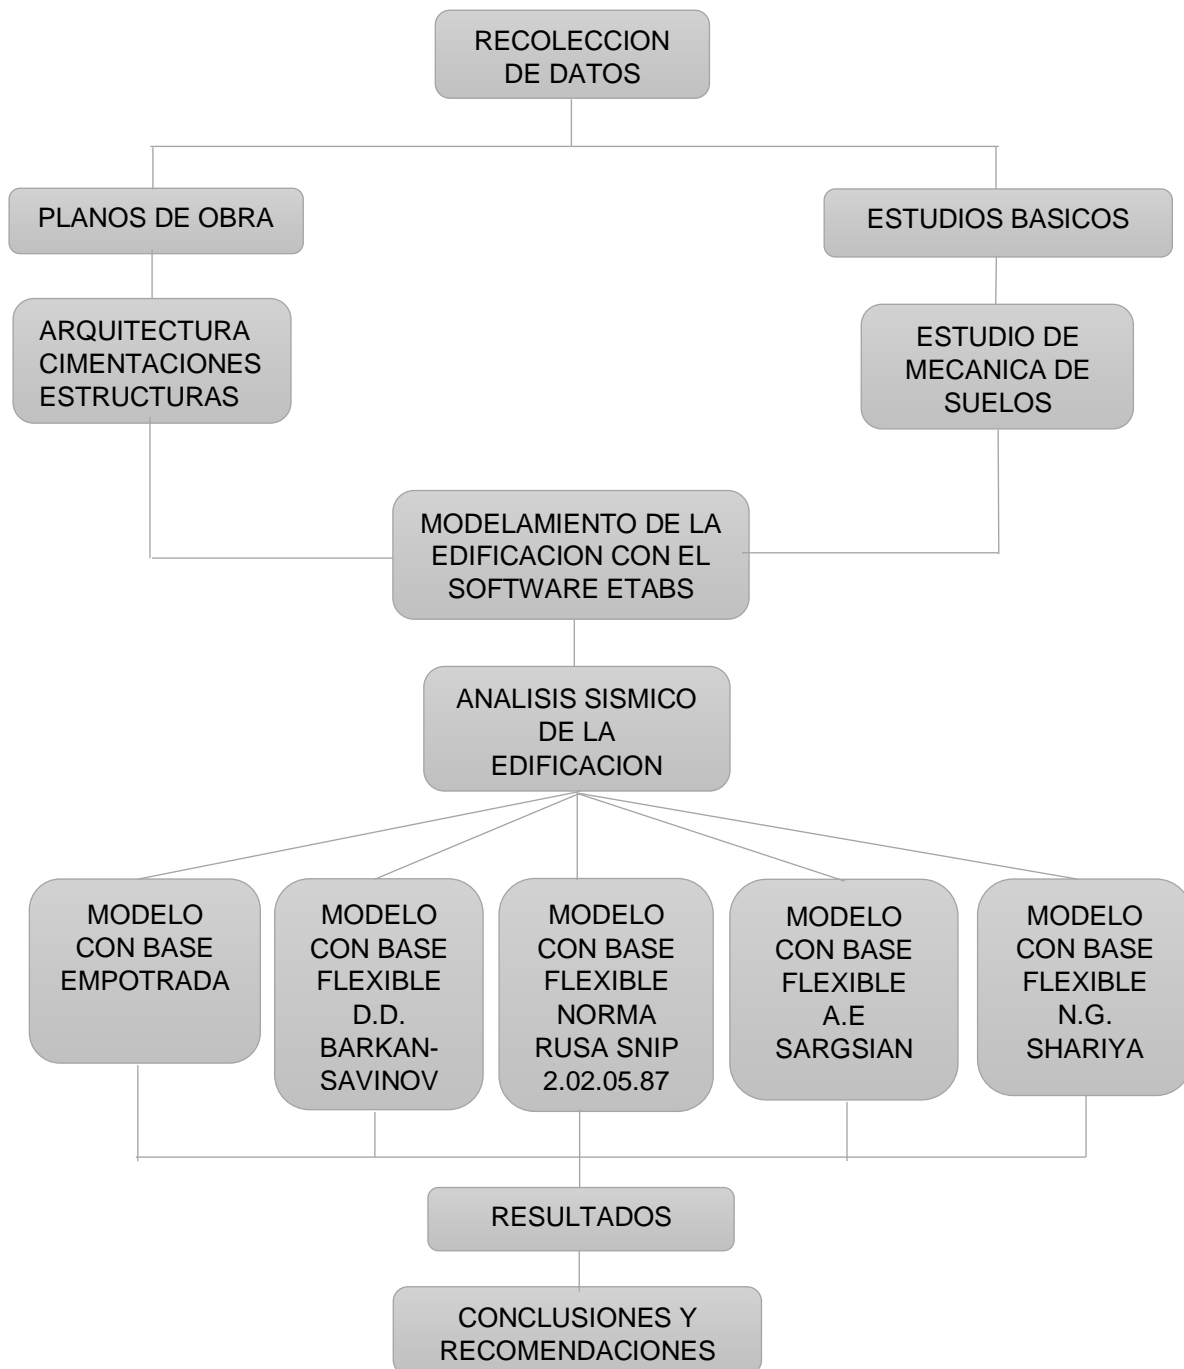 RECOLECCION
DE DATOS
PLANOS DE OBRA
ESTUDIOS BASICOS
ARQUITECTURA
CIMENTACIONES
ESTRUCTURAS
ESTUDIO DE
MECANICA DE
SUELOS
MODELAMIENTO DE LA
EDIFICACION CON EL
SOFTWARE ETABS
ANALISIS SISMICO
DE LA
EDIFICACION
MODELO
CON BASE
EMPOTRADA
MODELO
CON BASE
FLEXIBLE
D.D.
BARKAN-
SAVINOV
MODELO
CON BASE
FLEXIBLE
NORMA
RUSA SNIP
2.02.05.87
MODELO
CON BASE
FLEXIBLE
A.E
SARGSIAN
MODELO
CON BASE
FLEXIBLE
N.G.
SHARIYA
RESULTADOS
CONCLUSIONES Y
RECOMENDACIONES